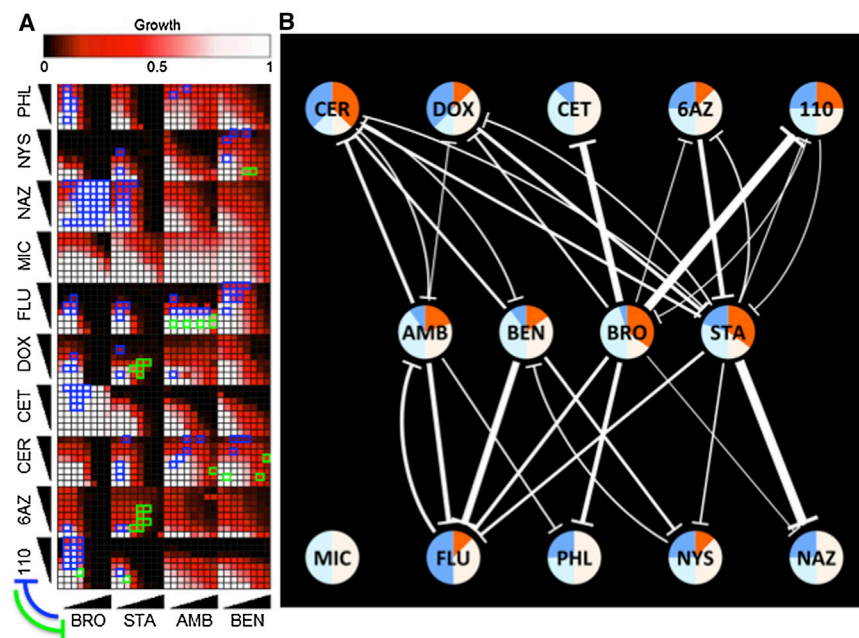 A
B
Growth
0 0.5 1
PHL
NYS
NAZ
MIC
FLU
DOX
CET
CER
6AZ
110
BRO STA AMB BEN
CER DOX CET 6AZ 110
AMB BEN BRO STA
MIC FLU PHL NYS NAZ